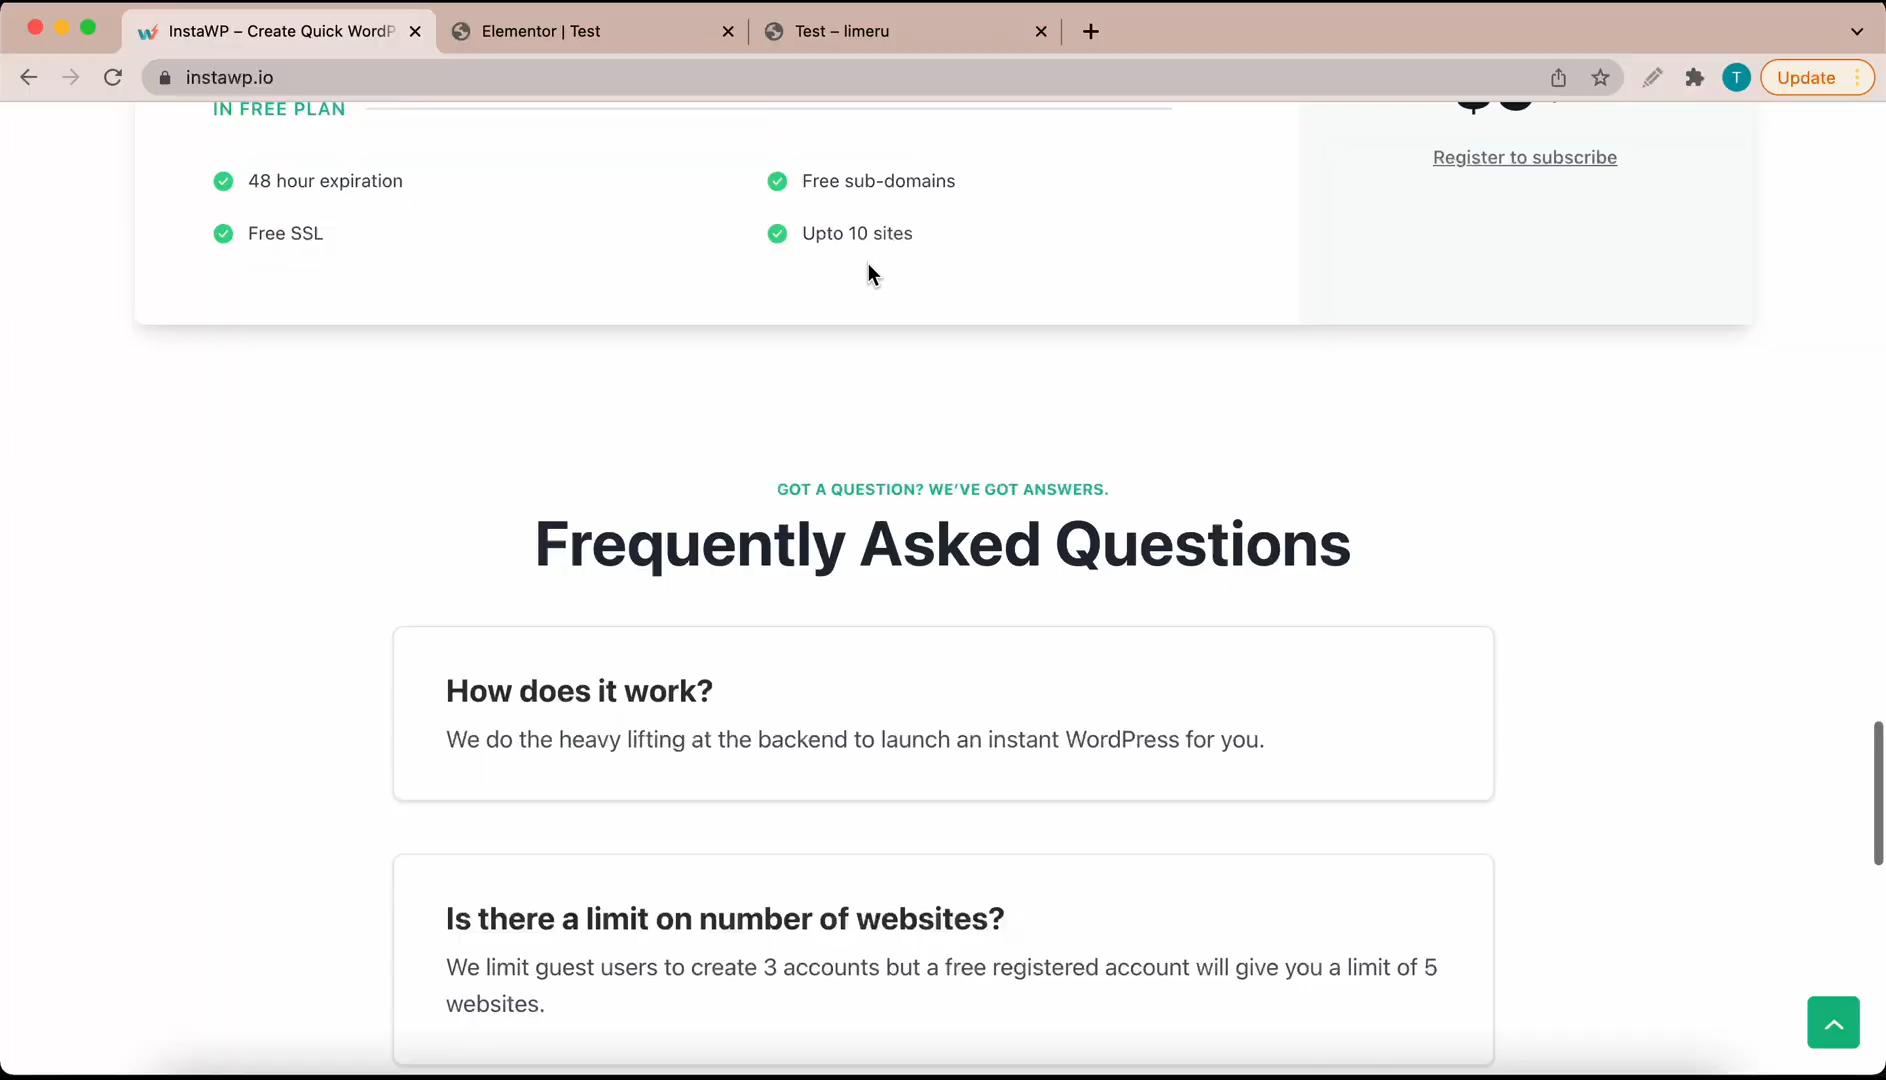 InstaWP – Create Quick WordP
Elementor | Test
Test – limeru
instawp.io
T
Update
IN FREE PLAN
Register to subscribe
48 hour expiration
Free sub-domains
Free SSL
Upto 10 sites
GOT A QUESTION? WE’VE GOT ANSWERS.
Frequently Asked Questions
How does it work?
We do the heavy lifting at the backend to launch an instant WordPress for you.
Is there a limit on number of websites?
We limit guest users to create 3 accounts but a free registered account will give you a limit of 5
websites.